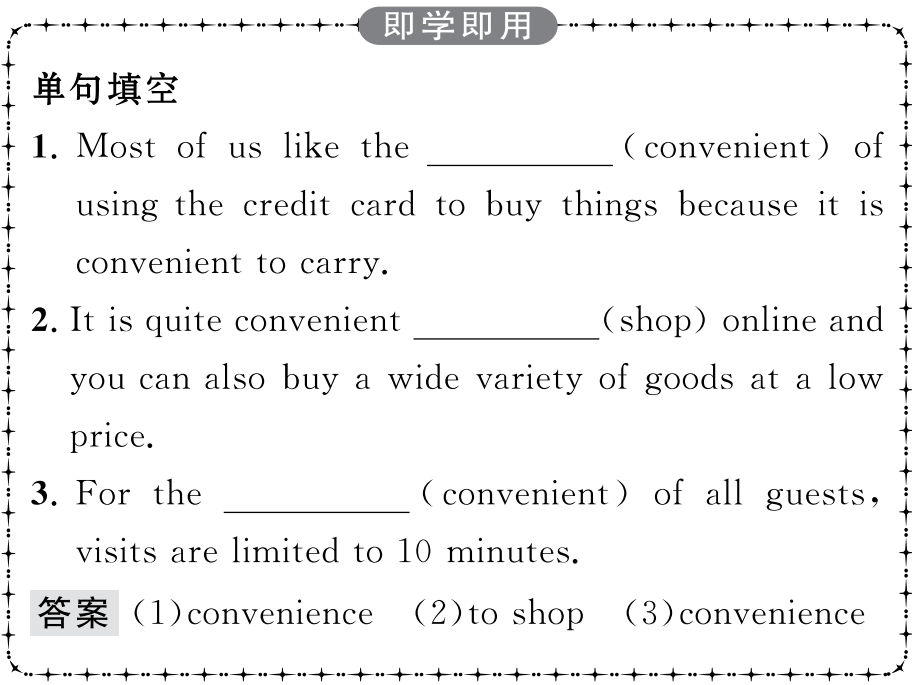 即学即用
单句填空
1. Most of us like the ___________(convenient) of
using the credit card to buy things because it is
convenient to carry.
2. It is quite convenient ___________(shop) online and
you can also buy a wide variety of goods at a low
price.
3. For the ___________(convenient) of all guests,
visits are limited to 10 minutes.
答案 (1)convenience (2)to shop (3)convenience